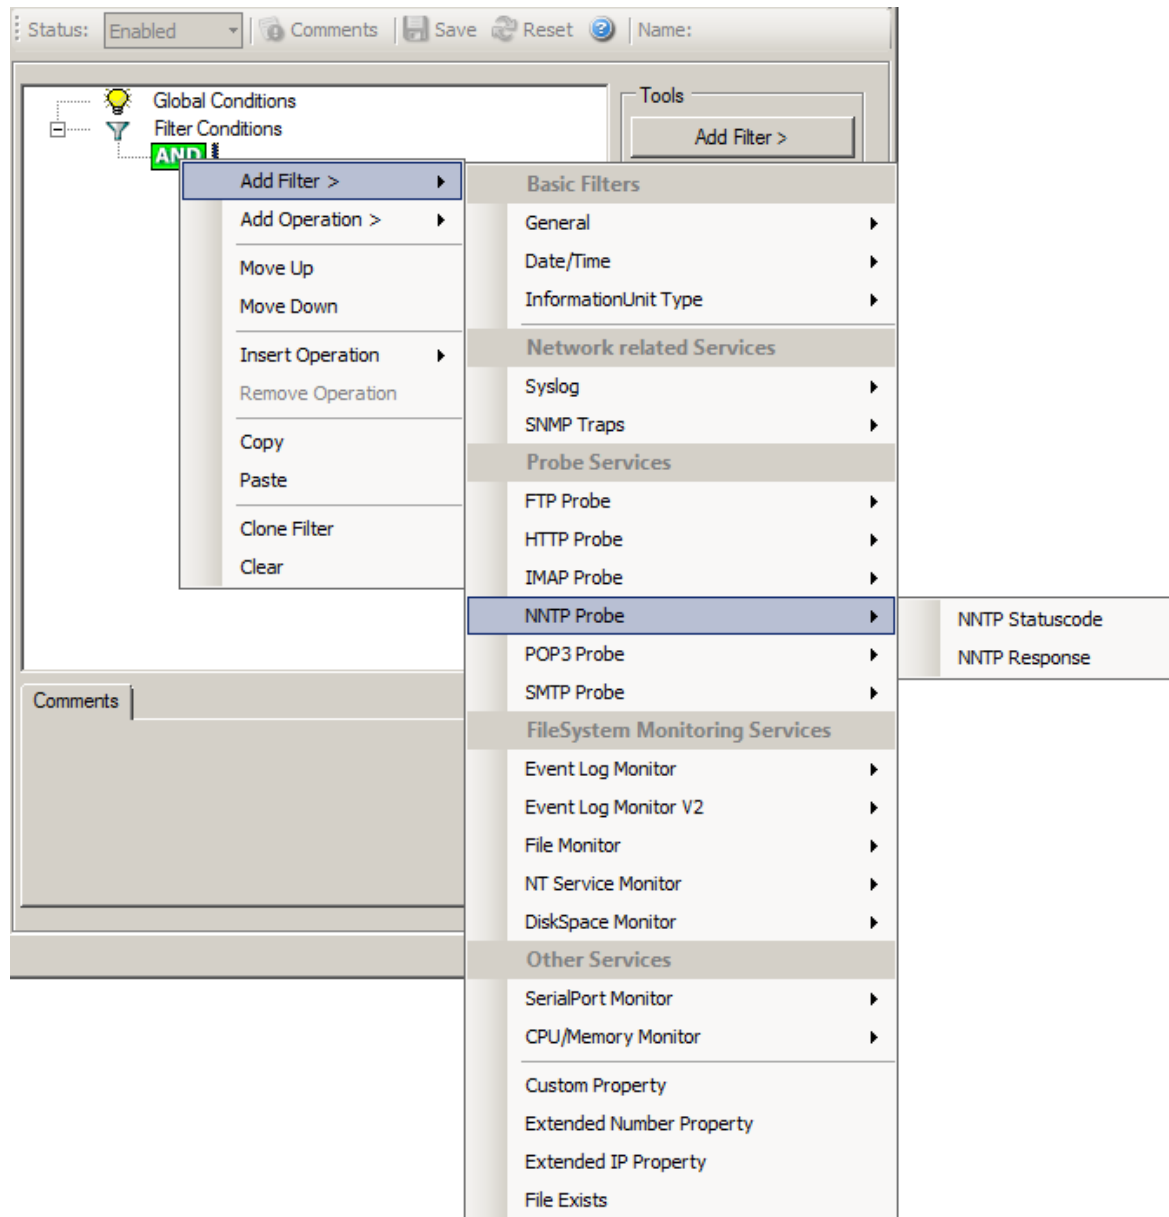 Status: Enabled Comments Save Reset Name:
Global Conditions
Filter Conditions
AND
Tools
Add Filter >
Add Filter >
Add Operation >
Move Up
Move Down
Insert Operation
Remove Operation
Copy
Paste
Clone Filter
Clear
Basic Filters
General
Date/Time
InformationUnit Type
Network related Services
Syslog
SNMP Traps
Probe Services
FTP Probe
HTTP Probe
IMAP Probe
NNTP Probe
POP3 Probe
SMTP Probe
FileSystem Monitoring Services
Event Log Monitor
Event Log Monitor V2
File Monitor
NT Service Monitor
DiskSpace Monitor
Other Services
SerialPort Monitor
CPU/Memory Monitor
Custom Property
Extended Number Property
Extended IP Property
File Exists
NNTP Statuscode
NNTP Response
Comments